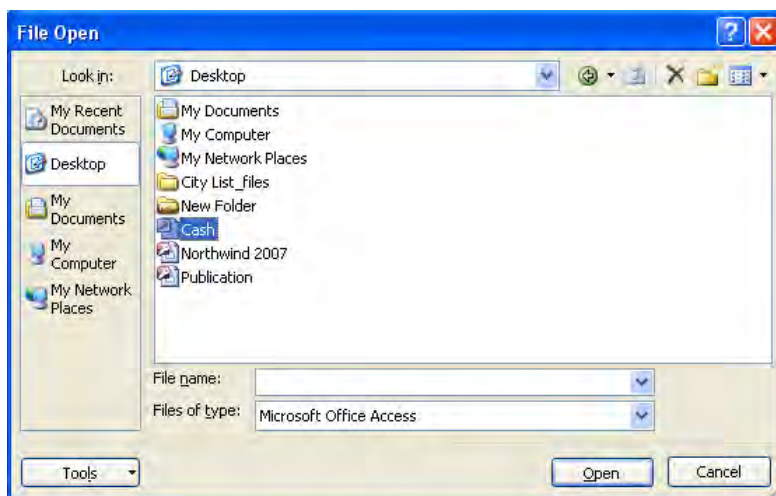 File Open
Look in:
Desktop
My Recent
Documents
Desktop
My
Documents
My
Computer
My Network
Places
My Documents
My Computer
My Network Places
City List_files
New Folder
Cash
Northwind 2007
Publication
File name:
Files of type:
Microsoft Office Access
Tools
Open
Cancel